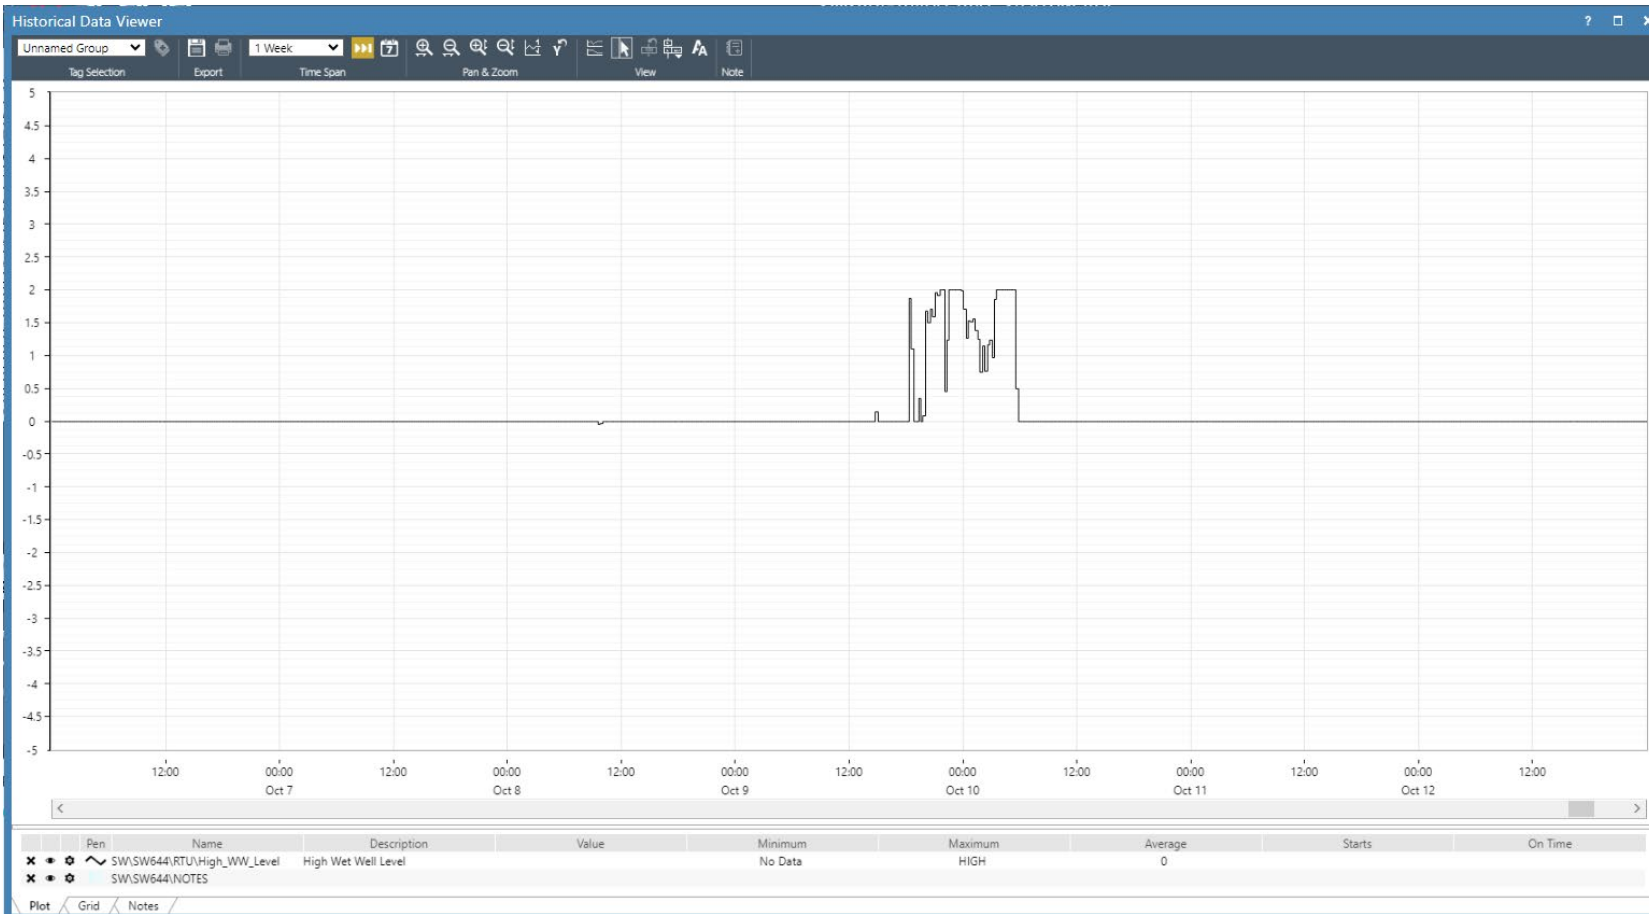 Historical Data Viewer
?
Unnamed Group
1 Week
7
Tag Selection Export Time Span Pan & Zoom View Note
5
4.5
4
3.5
3
2.5
2
1.5
1
0.5
0
-0.5
-1
-1.5
-2
-2.5
-3
-3.5
-4
-4.5
-5
12:00 00:00 12:00 00:00 12:00 00:00 12:00 00:00 12:00 00:00 12:00 00:00 12:00
Oct 7 Oct 8 Oct 9 Oct 10 Oct 11 Oct 12
Pen Name Description Value Minimum Maximum Average Starts On Time
SW\SW644\RTU\High_WW_Level High Wet Well Level No Data HIGH 0
SW\SW644\NOTES
Plot Grid Notes